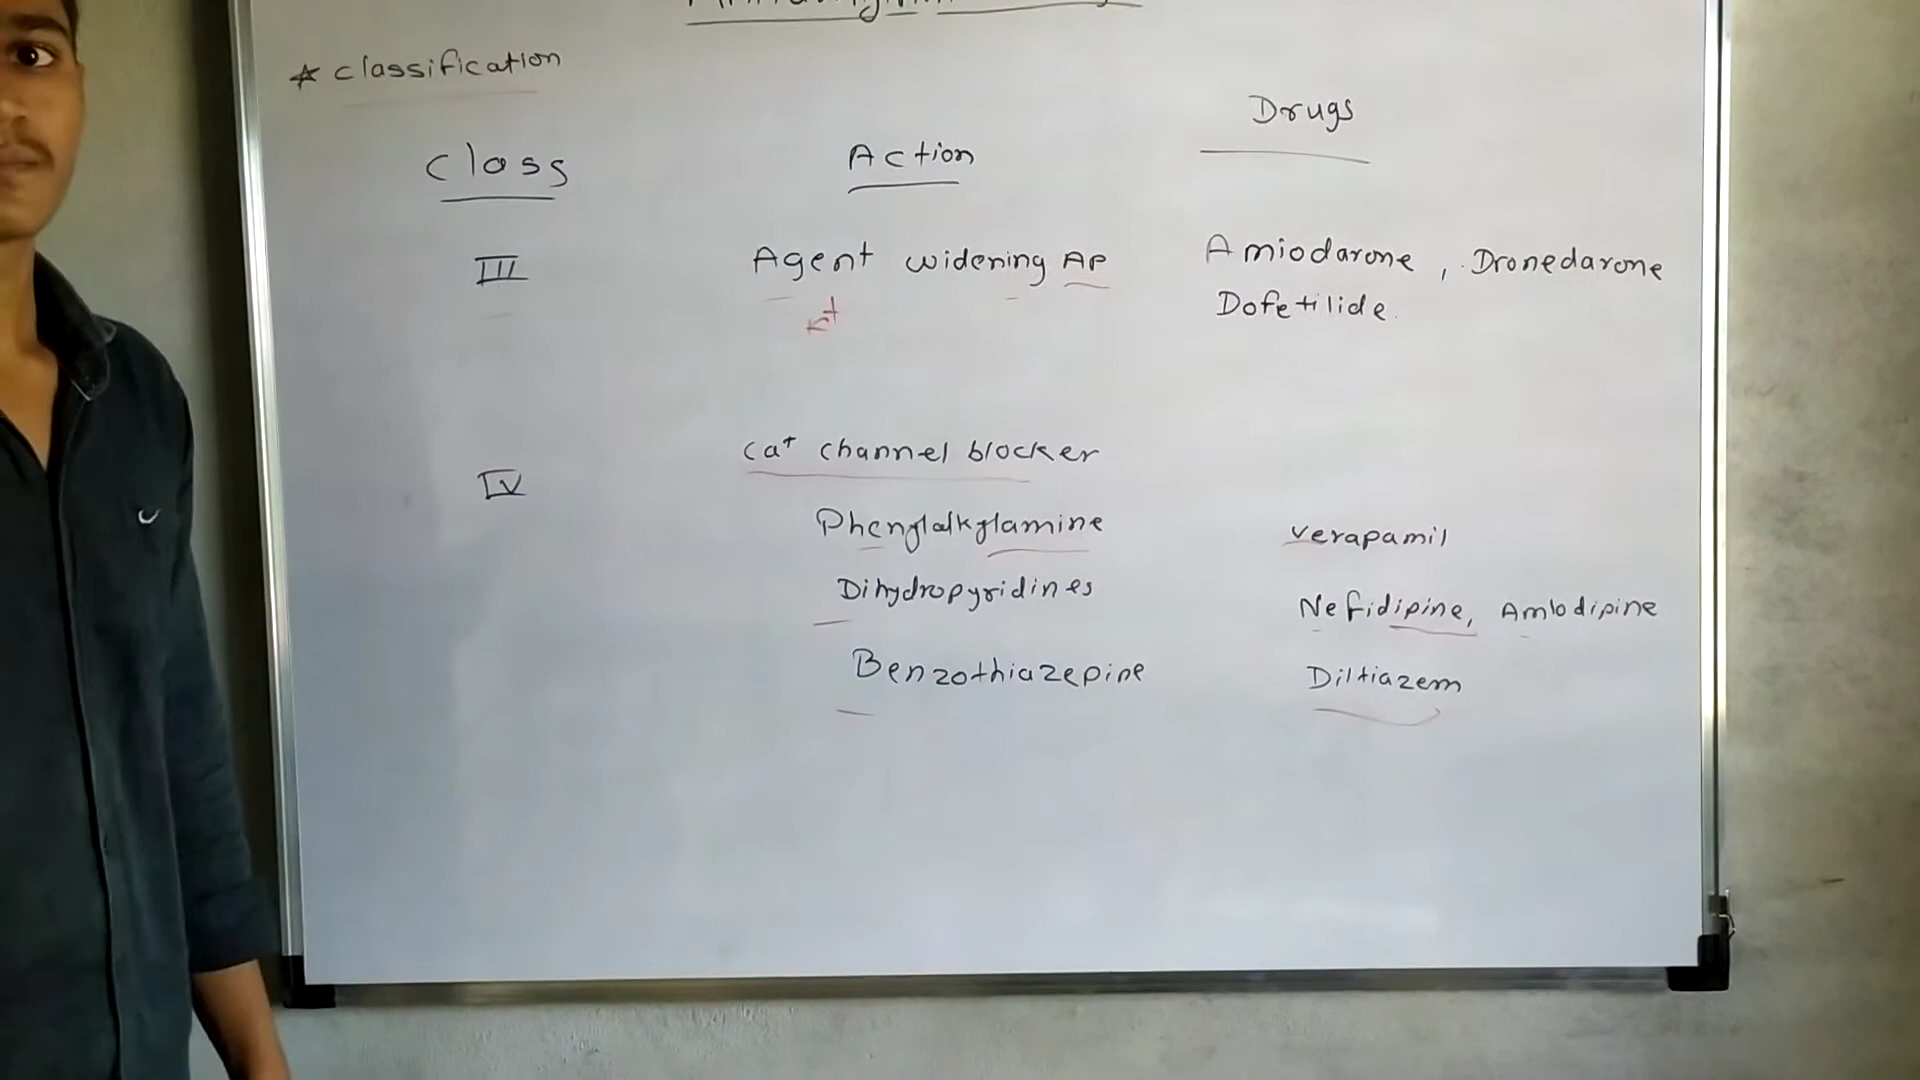 * classification
Class Action Drugs
III Agent widening AP Amiodarone, Dronedarone
K+ Dofetilide.
Ca+ channel blocker
IV
Phenylalkylamine verapamil
Dihydropyridines Nefidipine, Amlodipine
Benzothiazepine Diltiazem